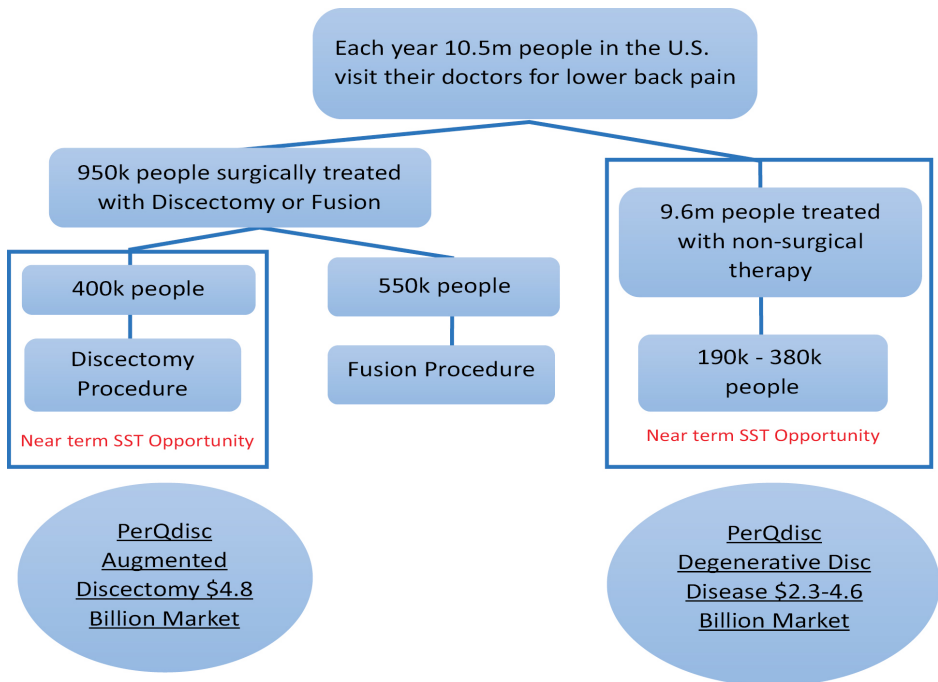 Each year 10.5m people in the U.S.
visit their doctors for lower back pain
950k people surgically treated
with Discectomy or Fusion
9.6m people treated
with non-surgical
therapy
400k people
550k people
Discectomy
Procedure
Fusion Procedure
190k - 380k
people
Near term SST Opportunity
Near term SST Opportunity
PerQdisc
Augmented
Discectomy $4.8
Billion Market
PerQdisc
Degenerative Disc
Disease $2.3-4.6
Billion Market